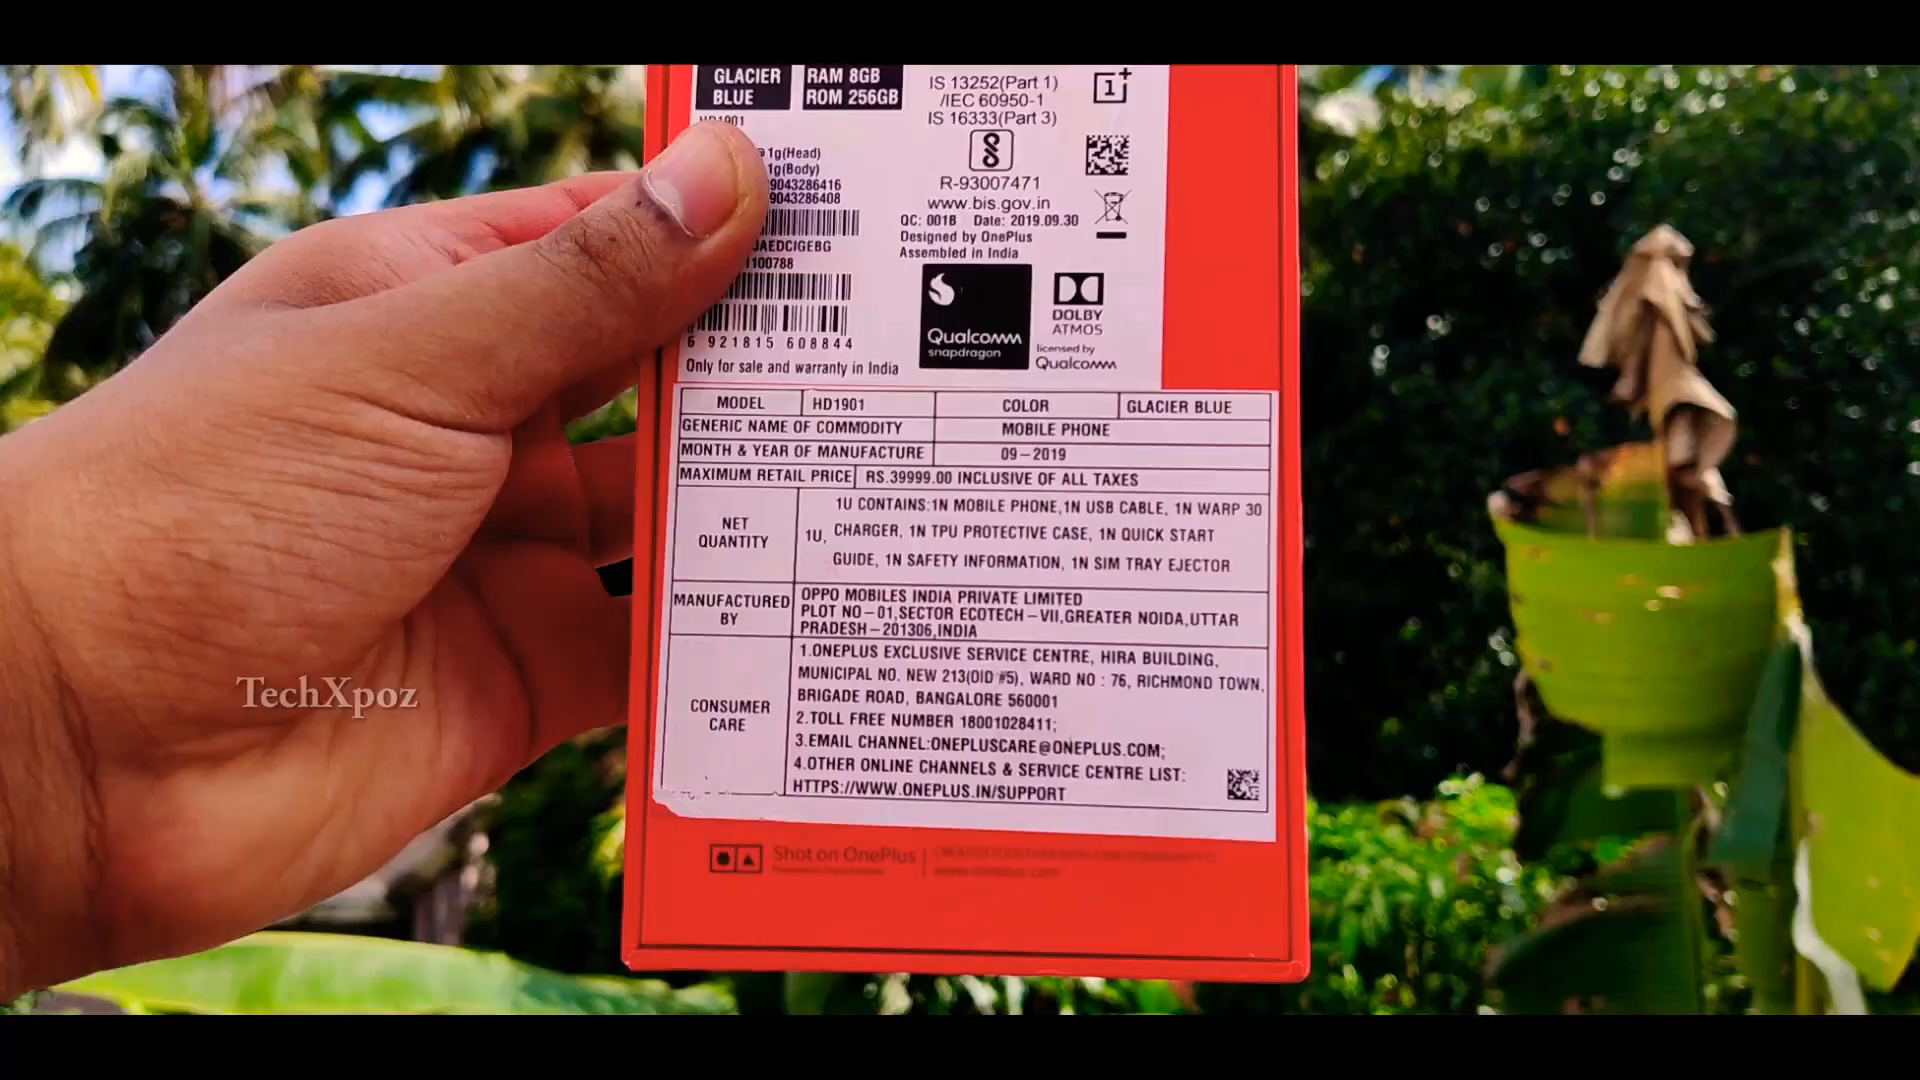 GLACIER
BLUE
RAM 8GB
ROM 256GB
HD1901
1g(Head)
1g(Body)
9043286416
9043286408
JAEDCIGEBG
1100788
6 921815 608844
Only for sale and warranty in India
IS 13252(Part 1)
/IEC 60950-1
IS 16333(Part 3)
R-93007471
www.bis.gov.in
QC: 001B Date: 2019.09.30
Designed by OnePlus
Assembled in India
Qualcomm
snapdragon
DOLBY
ATMOS
licensed by
Qualcomm
MODEL HD1901 COLOR GLACIER BLUE
GENERIC NAME OF COMMODITY MOBILE PHONE
MONTH & YEAR OF MANUFACTURE 09-2019
MAXIMUM RETAIL PRICE RS.39999.00 INCLUSIVE OF ALL TAXES
NET
QUANTITY
1U,
1U CONTAINS:1N MOBILE PHONE,1N USB CABLE, 1N WARP 30
CHARGER, 1N TPU PROTECTIVE CASE, 1N QUICK START
GUIDE, 1N SAFETY INFORMATION, 1N SIM TRAY EJECTOR
MANUFACTURED
BY
OPPO MOBILES INDIA PRIVATE LIMITED
PLOT NO-01,SECTOR ECOTECH-VII,GREATER NOIDA,UTTAR
PRADESH-201306,INDIA
CONSUMER
CARE
1.ONEPLUS EXCLUSIVE SERVICE CENTRE, HIRA BUILDING,
MUNICIPAL NO. NEW 213(OID #5), WARD NO : 76, RICHMOND TOWN,
BRIGADE ROAD, BANGALORE 560001
2.TOLL FREE NUMBER 18001028411;
3.EMAIL CHANNEL:ONEPLUSCARE@ONEPLUS.COM;
4.OTHER ONLINE CHANNELS & SERVICE CENTRE LIST:
HTTPS://WWW.ONEPLUS.IN/SUPPORT
Shot on OnePlus
TechXpoz